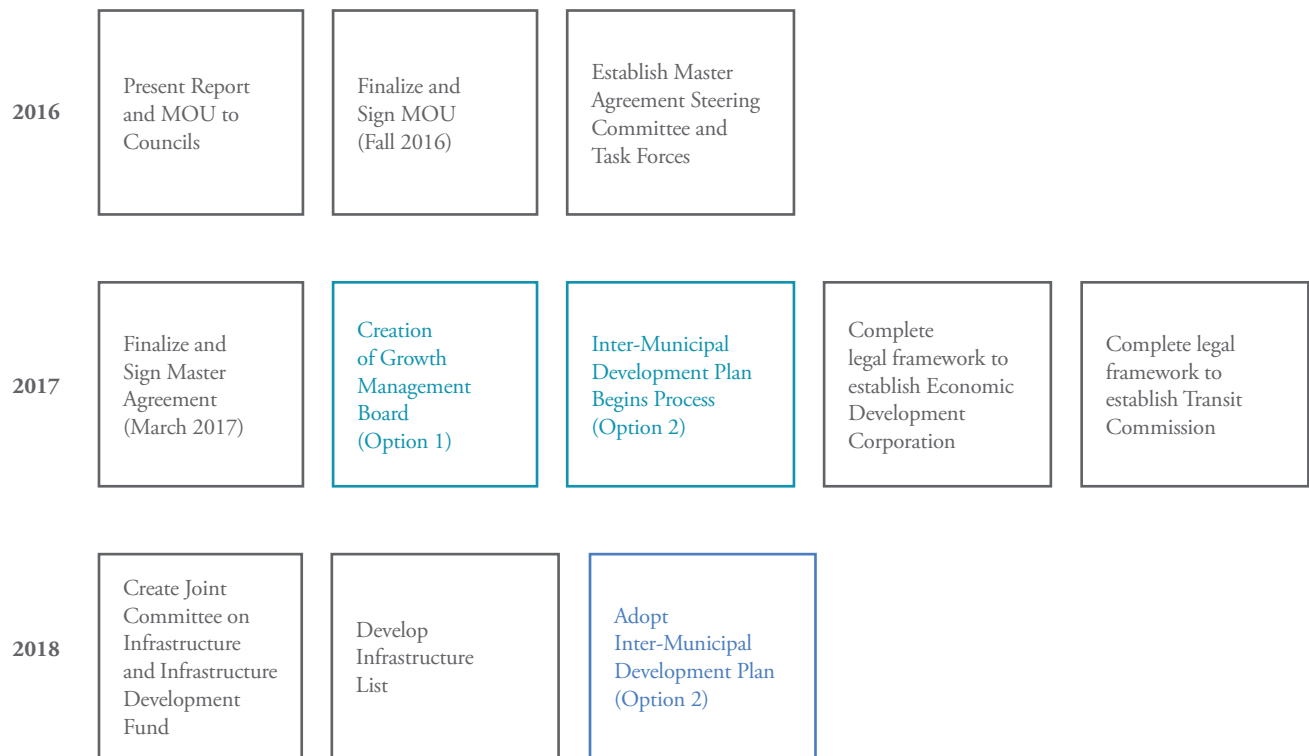 2016
Present Report
and MOU to
Councils
Finalize and
Sign MOU
(Fall 2016)
Establish Master
Agreement Steering
Committee and
Task Forces
2017
Finalize and
Sign Master
Agreement
(March 2017)
Creation
of Growth
Management
Board
(Option 1)
Inter-Municipal
Development Plan
Begins Process
(Option 2)
Complete
legal framework to
establish Economic
Development
Corporation
Complete legal
framework to
establish Transit
Commission
2018
Create Joint
Committee on
Infrastructure
and Infrastructure
Development
Fund
Develop
Infrastructure
List
Adopt
Inter-Municipal
Development Plan
(Option 2)